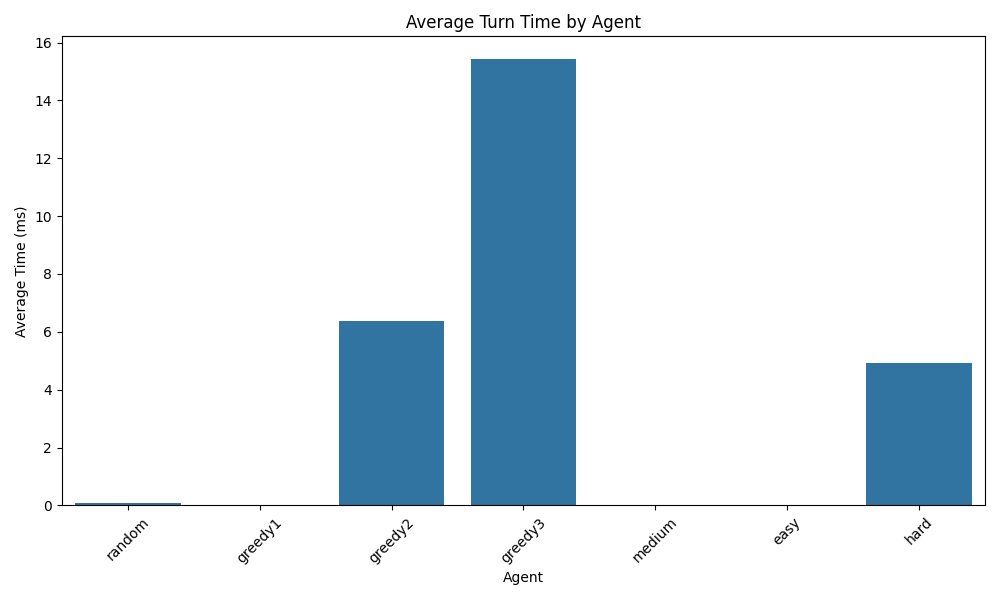 Average Turn Time by Agent
Average Time (ms)
16
14
12
10
8
6
4
2
0
random
greedy1
greedy2
greedy3
medium
easy
hard
Agent